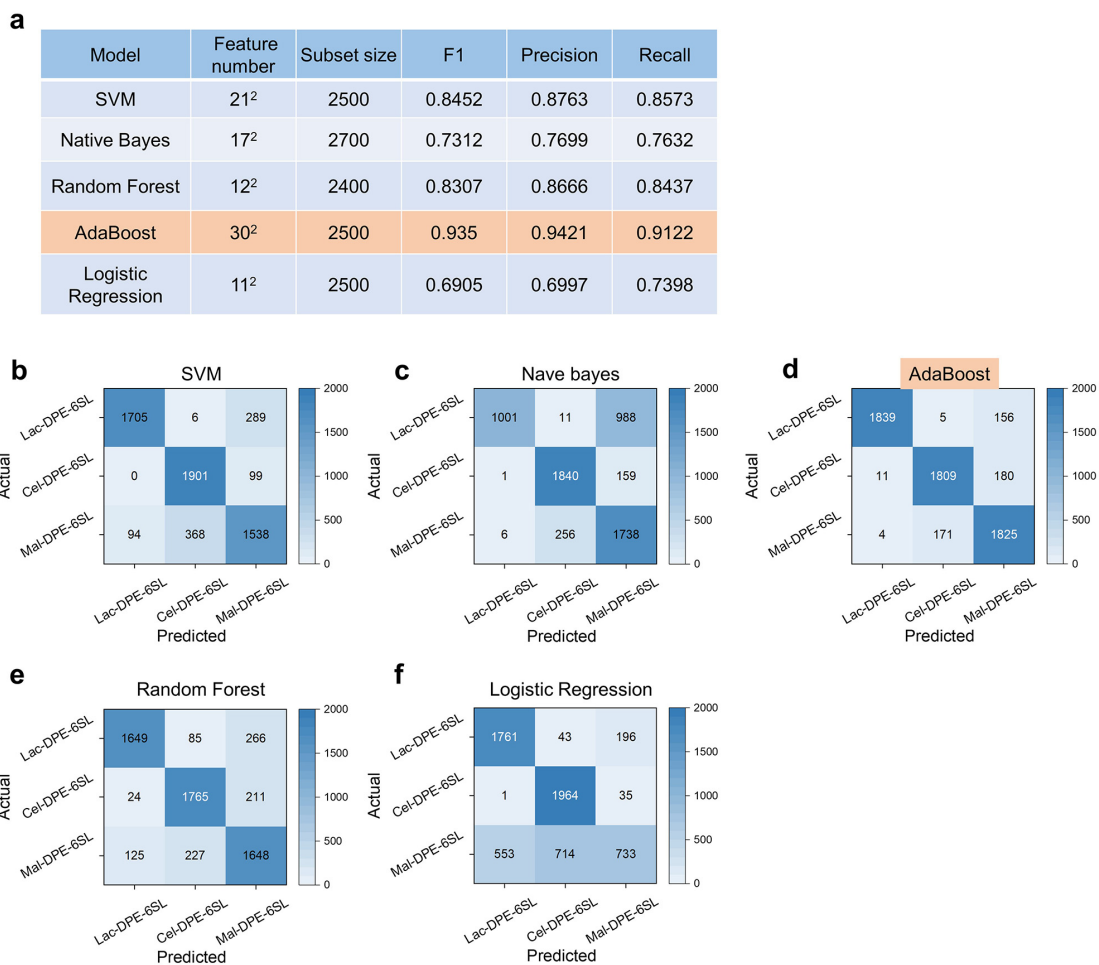 a
Model Feature number Subset size F1 Precision Recall
SVM 21² 2500 0.8452 0.8763 0.8573
Native Bayes 17² 2700 0.7312 0.7699 0.7632
Random Forest 12² 2400 0.8307 0.8666 0.8437
AdaBoost 30² 2500 0.935 0.9421 0.9122
Logistic Regression 11² 2500 0.6905 0.6997 0.7398
b
SVM
Actual
Lac-DPE-6SL 1705 6 289
Cel-DPE-6SL 0 1901 99
Mal-DPE-6SL 94 368 1538
Lac-DPE-6SL Cel-DPE-6SL Mal-DPE-6SL
Predicted
2000
1500
1000
500
0
c
Nave bayes
Actual
Lac-DPE-6SL 1001 11 988
Cel-DPE-6SL 1 1840 159
Mal-DPE-6SL 6 256 1738
Lac-DPE-6SL Cel-DPE-6SL Mal-DPE-6SL
Predicted
2000
1500
1000
500
0
d
AdaBoost
Actual
Lac-DPE-6SL 1839 5 156
Cel-DPE-6SL 11 1809 180
Mal-DPE-6SL 4 171 1825
Lac-DPE-6SL Cel-DPE-6SL Mal-DPE-6SL
Predicted
2000
1500
1000
500
0
e
Random Forest
Actual
Lac-DPE-6SL 1649 85 266
Cel-DPE-6SL 24 1765 211
Mal-DPE-6SL 125 227 1648
Lac-DPE-6SL Cel-DPE-6SL Mal-DPE-6SL
Predicted
2000
1500
1000
500
0
f
Logistic Regression
Actual
Lac-DPE-6SL 1761 43 196
Cel-DPE-6SL 1 1964 35
Mal-DPE-6SL 553 714 733
Lac-DPE-6SL Cel-DPE-6SL Mal-DPE-6SL
Predicted
2000
1500
1000
500
0